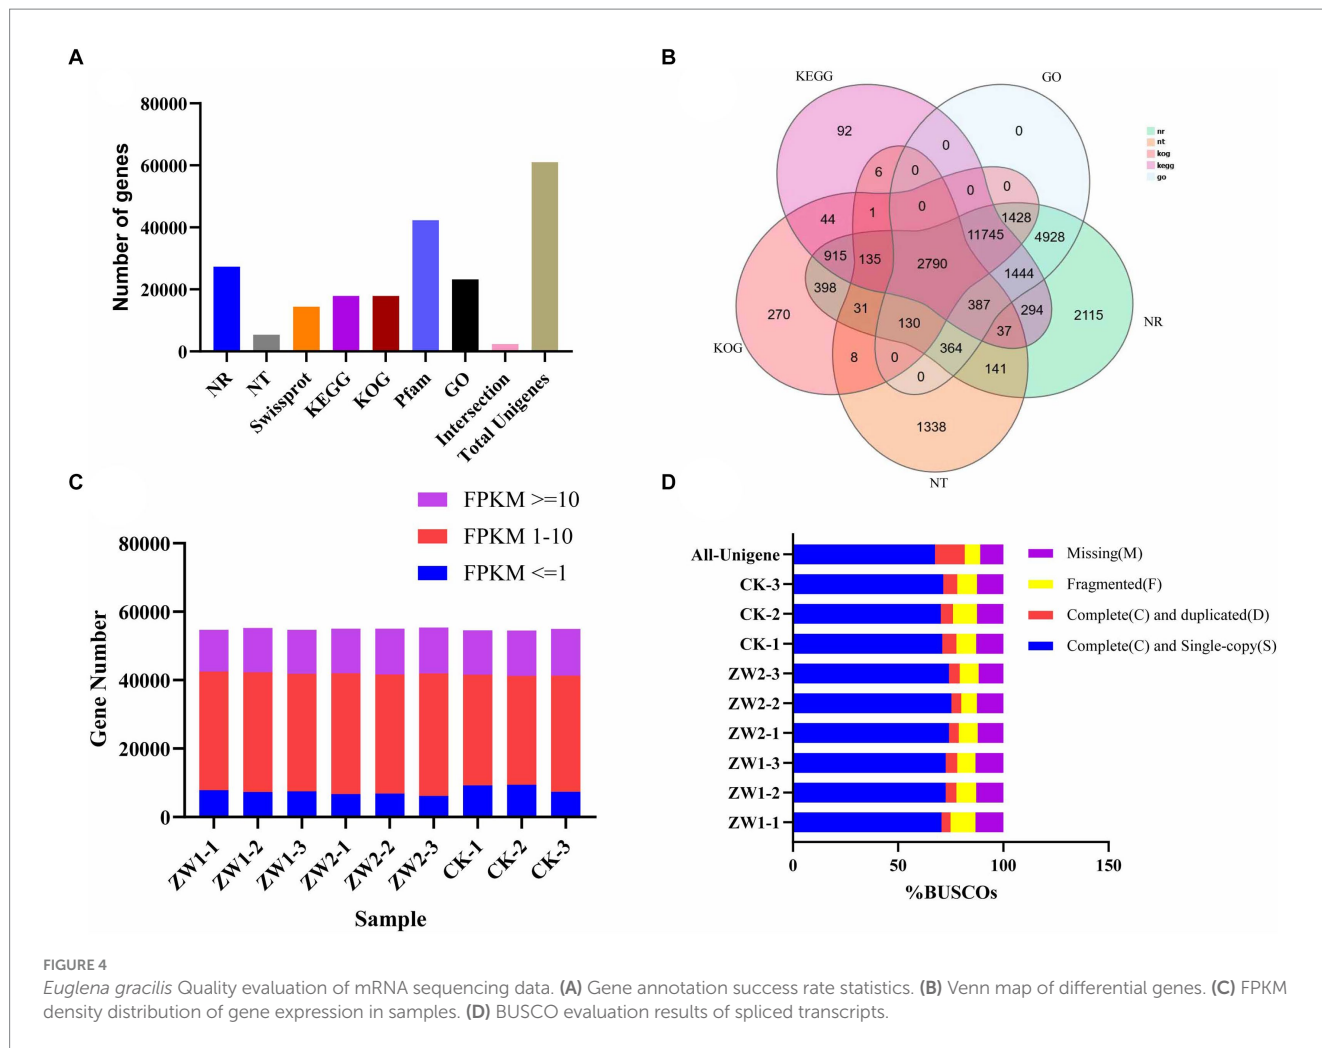 A
80000
60000
40000
20000
0
Number of genes
NR
NT
Swissprot
KEGG
KOG
Pfam
GO
Intersection
Total Unigenes
B
KEGG
GO
NR
NT
KOG
nr
nt
kog
kegg
go
92
0
0
6
0
0
0
44
1
0
1428
11745
4928
915
135
2790
1444
398
31
387
294
2115
270
130
37
8
0
364
141
0
1338
C
FPKM >=10
FPKM 1-10
FPKM <=1
80000
60000
40000
20000
0
Gene Number
ZW1-1
ZW1-2
ZW1-3
ZW2-1
ZW2-2
ZW2-3
CK-1
CK-2
CK-3
Sample
D
All-Unigene
CK-3
CK-2
CK-1
ZW2-3
ZW2-2
ZW2-1
ZW1-3
ZW1-2
ZW1-1
0
50
100
150
%BUSCOs
Missing(M)
Fragmented(F)
Complete(C) and duplicated(D)
Complete(C) and Single-copy(S)
FIGURE 4
Euglena gracilis Quality evaluation of mRNA sequencing data. (A) Gene annotation success rate statistics. (B) Venn map of differential genes. (C) FPKM
density distribution of gene expression in samples. (D) BUSCO evaluation results of spliced transcripts.